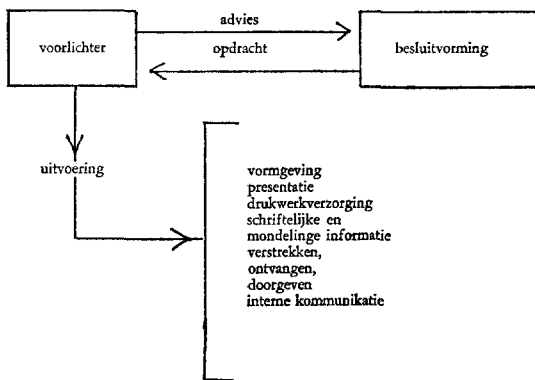 advies
voorlichter
opdracht
besluitvorming
uitvoering
vormgeving
presentatie
drukwerkverzorging
schriftelijke en
mondelinge informatie
verstrekken,
ontvangen,
doorgeven
interne kommunikatie